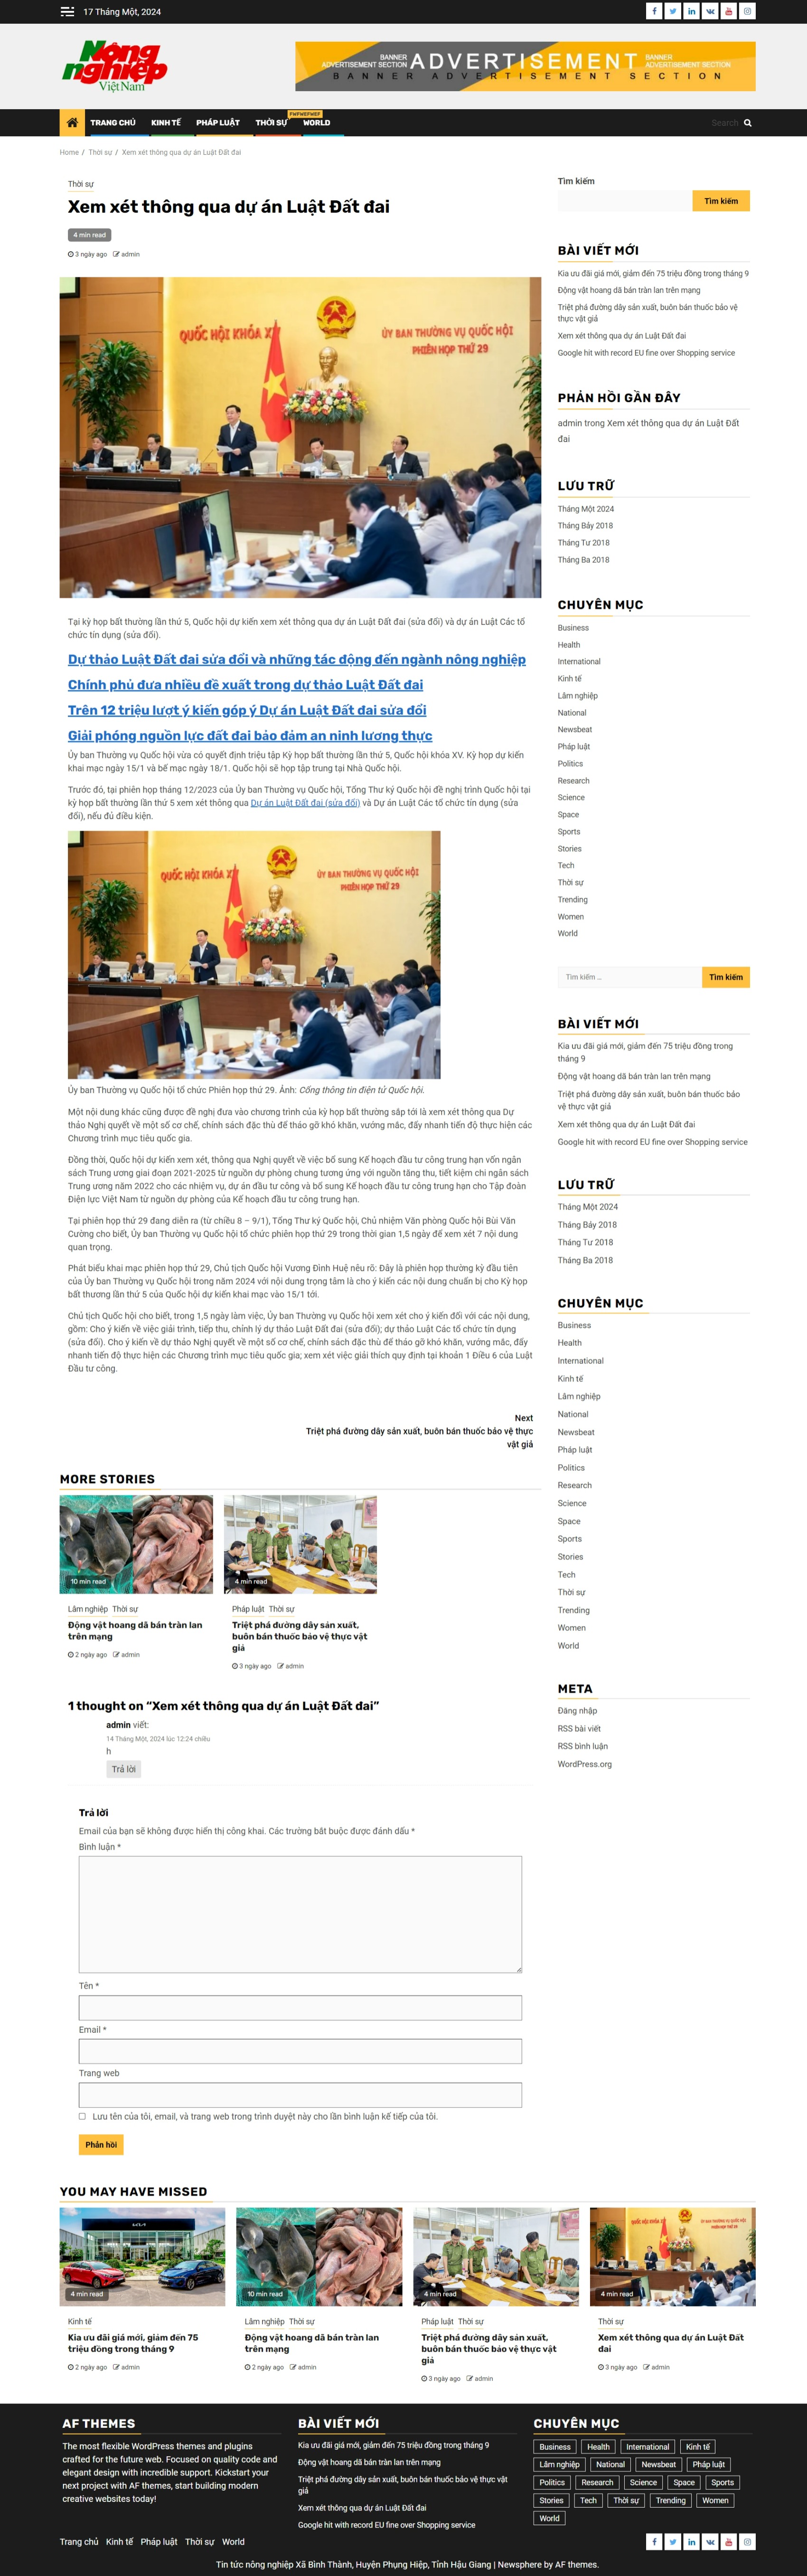 17 Tháng Một, 2024
Nông
nghiệp
Việt Nam
BANNER
ADVERTISEMENT SECTION
ADVERTISEMENT
BANNER
ADVERTISEMENT SECTION
BANNER ADVERTISEMENT SECTION
TRANG CHỦ
KINH TẾ
PHÁP LUẬT
THỜI SỰ
FWFWEFWEF
WORLD
Search
Home / Thời sự / Xem xét thông qua dự án Luật Đất đai
Thời sự
Xem xét thông qua dự án Luật Đất đai
4 min read
3 ngày ago admin
QUỐC HỘI KHÓA X
ỦY BAN THƯỜNG VỤ QUỐC HỘI
PHIÊN HỌP THỨ 29
Tại kỳ họp bất thường lần thứ 5, Quốc hội dự kiến xem xét thông qua dự án Luật Đất đai (sửa đổi) và dự án Luật Các tổ
chức tín dụng (sửa đổi).
Dự thảo Luật Đất đai sửa đổi và những tác động đến ngành nông nghiệp
Chính phủ đưa nhiều đề xuất trong dự thảo Luật Đất đai
Trên 12 triệu lượt ý kiến góp ý Dự án Luật Đất đai sửa đổi
Giải phóng nguồn lực đất đai bảo đảm an ninh lương thực
Ủy ban Thường vụ Quốc hội vừa có quyết định triệu tập Kỳ họp bất thường lần thứ 5, Quốc hội khóa XV. Kỳ họp dự kiến
khai mạc ngày 15/1 và bế mạc ngày 18/1. Quốc hội sẽ họp tập trung tại Nhà Quốc hội.
Trước đó, tại phiên họp tháng 12/2023 của Ủy ban Thường vụ Quốc hội, Tổng Thư ký Quốc hội đề nghị trình Quốc hội tại
kỳ họp bất thường lần thứ 5 xem xét thông qua Dự án Luật Đất đai (sửa đổi) và Dự án Luật Các tổ chức tín dụng (sửa
đổi), nếu đủ điều kiện.
QUỐC HỘI KHÓA X
ỦY BAN THƯỜNG VỤ QUỐC HỘI
PHIÊN HỌP THỨ 29
Ủy ban Thường vụ Quốc hội tổ chức Phiên họp thứ 29. Ảnh: Cổng thông tin điện tử Quốc hội.
Một nội dung khác cũng được đề nghị đưa vào chương trình của kỳ họp bất thường sắp tới là xem xét thông qua Dự
thảo Nghị quyết về một số cơ chế, chính sách đặc thù để tháo gỡ khó khăn, vướng mắc, đẩy nhanh tiến độ thực hiện các
Chương trình mục tiêu quốc gia.
Đồng thời, Quốc hội dự kiến xem xét, thông qua Nghị quyết về việc bổ sung Kế hoạch đầu tư công trung hạn vốn ngân
sách Trung ương giai đoạn 2021-2025 từ nguồn dự phòng chung tương ứng với nguồn tăng thu, tiết kiệm chi ngân sách
Trung ương năm 2022 cho các nhiệm vụ, dự án đầu tư công và bổ sung Kế hoạch đầu tư công trung hạn cho Tập đoàn
Điện lực Việt Nam từ nguồn dự phòng của Kế hoạch đầu tư công trung hạn.
Tại phiên họp thứ 29 đang diễn ra (từ chiều 8 – 9/1), Tổng Thư ký Quốc hội, Chủ nhiệm Văn phòng Quốc hội Bùi Văn
Cường cho biết, Ủy ban Thường vụ Quốc hội tổ chức phiên họp thứ 29 trong thời gian 1,5 ngày để xem xét 7 nội dung
quan trọng.
Phát biểu khai mạc phiên họp thứ 29, Chủ tịch Quốc hội Vương Đình Huệ nêu rõ: Đây là phiên họp thường kỳ đầu tiên
của Ủy ban Thường vụ Quốc hội trong năm 2024 với nội dung trọng tâm là cho ý kiến các nội dung chuẩn bị cho Kỳ họp
bất thường lần thứ 5 của Quốc hội dự kiến khai mạc vào 15/1 tới.
Chủ tịch Quốc hội cho biết, trong 1,5 ngày làm việc, Ủy ban Thường vụ Quốc hội xem xét cho ý kiến đối với các nội dung,
gồm: Cho ý kiến về việc giải trình, tiếp thu, chỉnh lý dự thảo Luật Đất đai (sửa đổi); dự thảo Luật Các tổ chức tín dụng
(sửa đổi). Cho ý kiến về dự thảo Nghị quyết về một số cơ chế, chính sách đặc thù để tháo gỡ khó khăn, vướng mắc, đẩy
nhanh tiến độ thực hiện các Chương trình mục tiêu quốc gia; xem xét việc giải thích quy định tại khoản 1 Điều 6 của Luật
Đầu tư công.
Next
Triệt phá đường dây sản xuất, buôn bán thuốc bảo vệ thực
vật giả
MORE STORIES
10 min read
Lâm nghiệp Thời sự
Động vật hoang dã bán tràn lan
trên mạng
2 ngày ago admin
4 min read
Pháp luật Thời sự
Triệt phá đường dây sản xuất,
buôn bán thuốc bảo vệ thực vật
giả
3 ngày ago admin
1 thought on “Xem xét thông qua dự án Luật Đất đai”
admin viết:
14 Tháng Một, 2024 lúc 12:24 chiều
h
Trả lời
Trả lời
Email của bạn sẽ không được hiển thị công khai. Các trường bắt buộc được đánh dấu *
Bình luận *
Tên *
Email *
Trang web
Lưu tên của tôi, email, và trang web trong trình duyệt này cho lần bình luận kế tiếp của tôi.
Phản hồi
Tìm kiếm
Tìm kiếm
BÀI VIẾT MỚI
Kia ưu đãi giá mới, giảm đến 75 triệu đồng trong tháng 9
Động vật hoang dã bán tràn lan trên mạng
Triệt phá đường dây sản xuất, buôn bán thuốc bảo vệ
thực vật giả
Xem xét thông qua dự án Luật Đất đai
Google hit with record EU fine over Shopping service
PHẢN HỒI GẦN ĐÂY
admin trong Xem xét thông qua dự án Luật Đất
đai
LƯU TRỮ
Tháng Một 2024
Tháng Bảy 2018
Tháng Tư 2018
Tháng Ba 2018
CHUYÊN MỤC
Business
Health
International
Kinh tế
Lâm nghiệp
National
Newsbeat
Pháp luật
Politics
Research
Science
Space
Sports
Stories
Tech
Thời sự
Trending
Women
World
Tìm kiếm …
Tìm kiếm
BÀI VIẾT MỚI
Kia ưu đãi giá mới, giảm đến 75 triệu đồng trong
tháng 9
Động vật hoang dã bán tràn lan trên mạng
Triệt phá đường dây sản xuất, buôn bán thuốc bảo
vệ thực vật giả
Xem xét thông qua dự án Luật Đất đai
Google hit with record EU fine over Shopping service
LƯU TRỮ
Tháng Một 2024
Tháng Bảy 2018
Tháng Tư 2018
Tháng Ba 2018
CHUYÊN MỤC
Business
Health
International
Kinh tế
Lâm nghiệp
National
Newsbeat
Pháp luật
Politics
Research
Science
Space
Sports
Stories
Tech
Thời sự
Trending
Women
World
META
Đăng nhập
RSS bài viết
RSS bình luận
WordPress.org
YOU MAY HAVE MISSED
4 min read
Kinh tế
Kia ưu đãi giá mới, giảm đến 75
triệu đồng trong tháng 9
2 ngày ago admin
10 min read
Lâm nghiệp Thời sự
Động vật hoang dã bán tràn lan
trên mạng
2 ngày ago admin
4 min read
Pháp luật Thời sự
Triệt phá đường dây sản xuất,
buôn bán thuốc bảo vệ thực vật
giả
3 ngày ago admin
4 min read
Thời sự
Xem xét thông qua dự án Luật Đất
đai
3 ngày ago admin
AF THEMES
The most flexible WordPress themes and plugins
crafted for the future web. Focused on quality code and
elegant design with incredible support. Kickstart your
next project with AF themes, start building modern
creative websites today!
BÀI VIẾT MỚI
Kia ưu đãi giá mới, giảm đến 75 triệu đồng trong tháng 9
Động vật hoang dã bán tràn lan trên mạng
Triệt phá đường dây sản xuất, buôn bán thuốc bảo vệ thực vật
giả
Xem xét thông qua dự án Luật Đất đai
Google hit with record EU fine over Shopping service
CHUYÊN MỤC
Business Health International Kinh tế
Lâm nghiệp National Newsbeat Pháp luật
Politics Research Science Space Sports
Stories Tech Thời sự Trending Women
World
Trang chủ Kinh tế Pháp luật Thời sự World
Tin tức nông nghiệp Xã Bình Thành, Huyện Phụng Hiệp, Tỉnh Hậu Giang | Newsphere by AF themes.